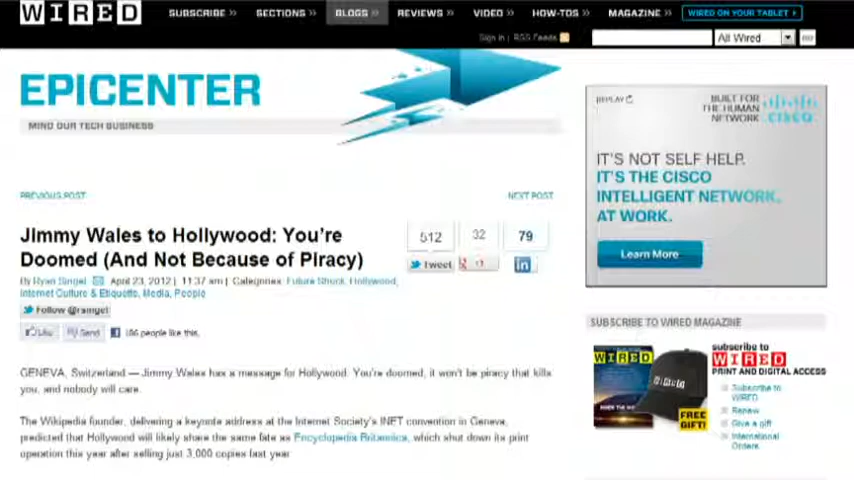 WIRED
SUBSCRIBE >> SECTIONS >> BLOGS >> REVIEWS >> VIDEO >> HOW-TOS >> MAGAZINE >> WIRED ON YOUR TABLET
Sign In | RSS Feeds All Wired
EPICENTER
MIND OUR TECH BUSINESS
REPLAY
BUILT FOR
THE HUMAN
NETWORK
CISCO
IT'S NOT SELF HELP.
IT'S THE CISCO
INTELLIGENT NETWORK,
AT WORK.
Learn More
PREVIOUS POST
NEXT POST
Jimmy Wales to Hollywood: You're
Doomed (And Not Because of Piracy)
512 32 79
Tweet +1 in
By Ryan Singel April 23, 2012 | 11:37 am | Categories: Future Shock, Hollywood,
Internet Culture & Etiquette, Media, People
Follow @rsingel
Like Send 186 people like this.
GENEVA, Switzerland — Jimmy Wales has a message for Hollywood. You're doomed, it won't be piracy that kills
you, and nobody will care.
The Wikipedia founder, delivering a keynote address at the Internet Society's INET convention in Geneva,
predicted that Hollywood will likely share the same fate as Encyclopedia Britannica, which shut down its print
operation this year after selling just 3,000 copies last year
SUBSCRIBE TO WIRED MAGAZINE
WIRED
WIRED
FREE
GIFT!
subscribe to
WIRED
PRINT AND DIGITAL ACCESS
Subscribe to
WIRED
Renew
Give a gift
International
Orders